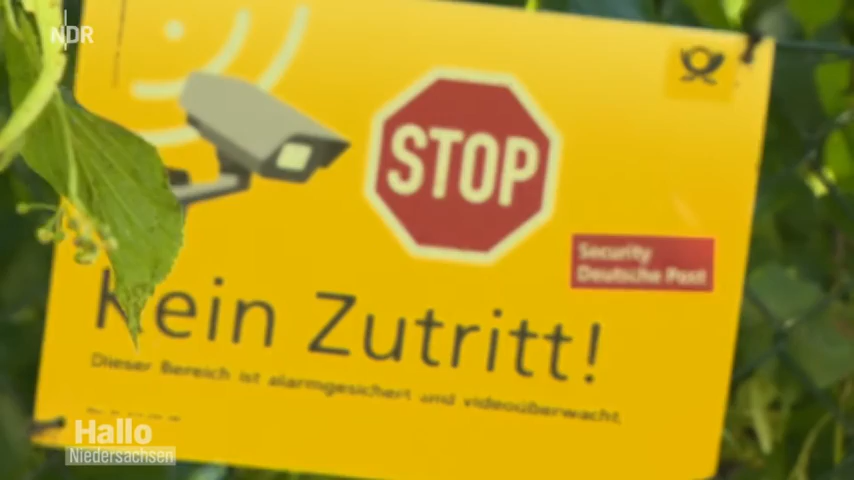 NDR
STOP
Security
Deutsche Post
Kein Zutritt!
Dieser Bereich ist alarmgesichert und videoüberwacht.
Hallo
Niedersachsen